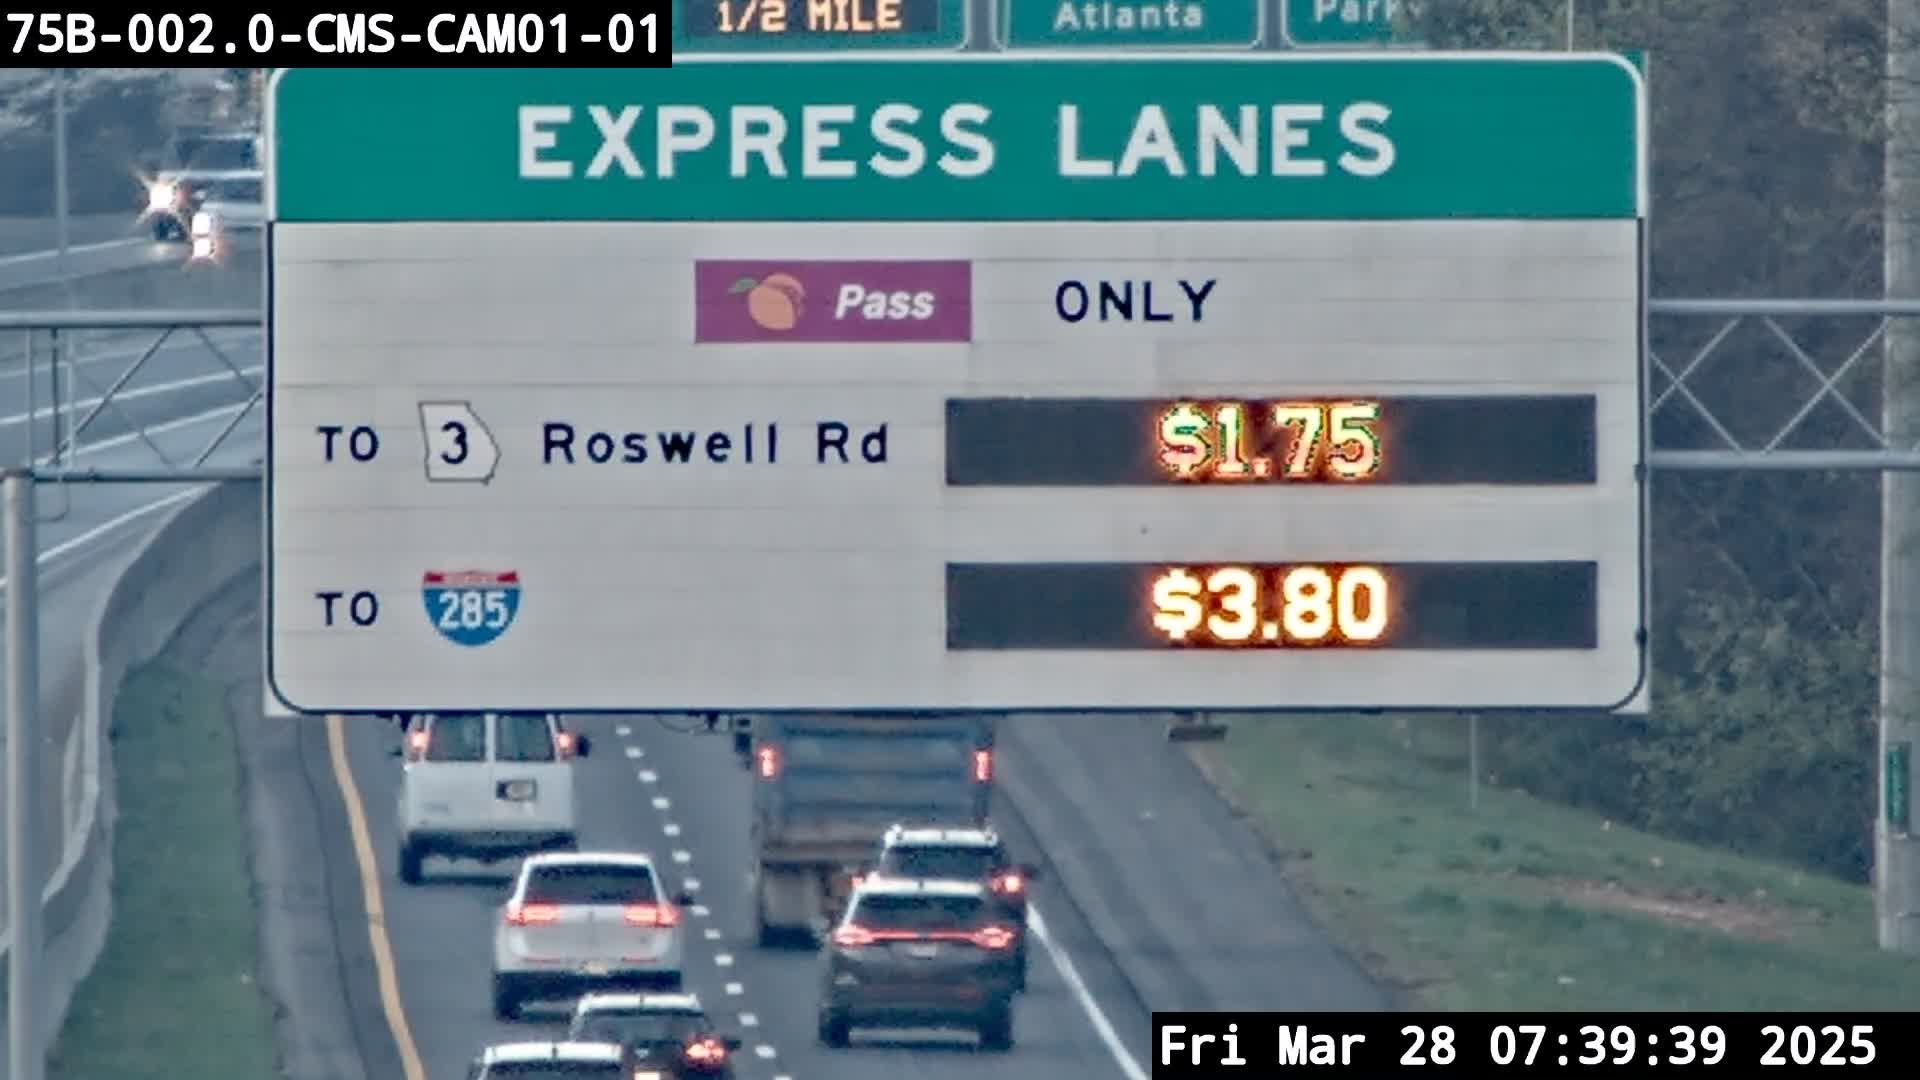 75B-002.0-CMS-CAM01-01
1/2 MILE
Atlanta
EXPRESS LANES
Pass ONLY
TO 3 Roswell Rd $1.75
TO 285 $3.80
Fri Mar 28 07:39:39 2025